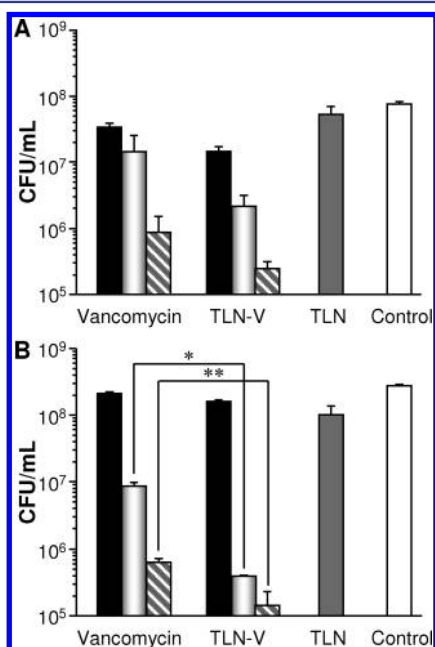 A
10⁹
10⁸
10⁷
10⁶
10⁵
CFU/mL
Vancomycin TLN-V TLN Control
B
10⁹
10⁸
10⁷
10⁶
10⁵
CFU/mL
*
**
Vancomycin TLN-V TLN Control